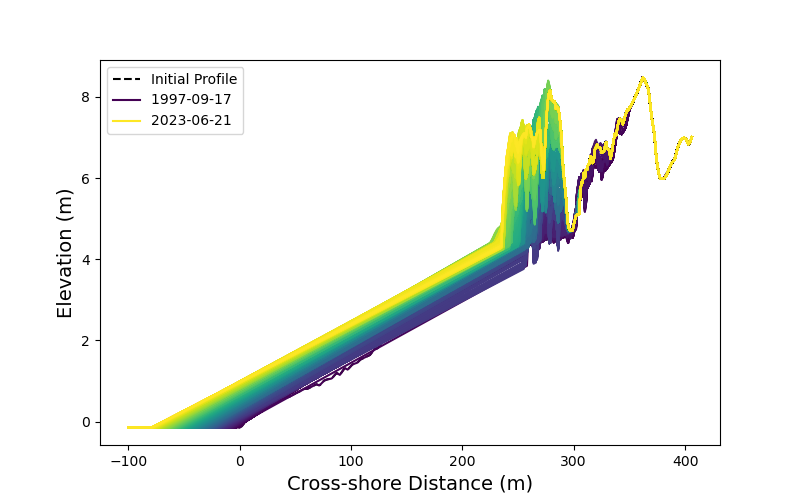 Initial Profile
1997-09-17
2023-06-21
8
6
4
2
0
Elevation (m)
−100 0 100 200 300 400
Cross-shore Distance (m)